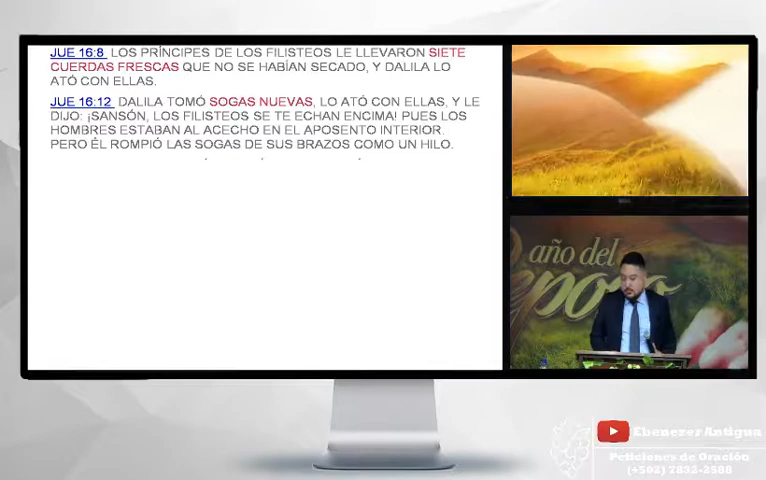 JUE 16:8 LOS PRÍNCIPES DE LOS FILISTEOS LE LLEVARON SIETE
CUERDAS FRESCAS QUE NO SE HABÍAN SECADO, Y DALILA LO
ATÓ CON ELLAS.
JUE 16:12 DALILA TOMÓ SOGAS NUEVAS, LO ATÓ CON ELLAS, Y LE
DIJO: ¡SANSÓN, LOS FILISTEOS SE TE ECHAN ENCIMA! PUES LOS
HOMBRES ESTABAN AL ACECHO EN EL APOSENTO INTERIOR.
PERO ÉL ROMPIÓ LAS SOGAS DE SUS BRAZOS COMO UN HILO.
año del
Ebenezer Antigua
Peticiones de Oración
(+502) 7832-2588